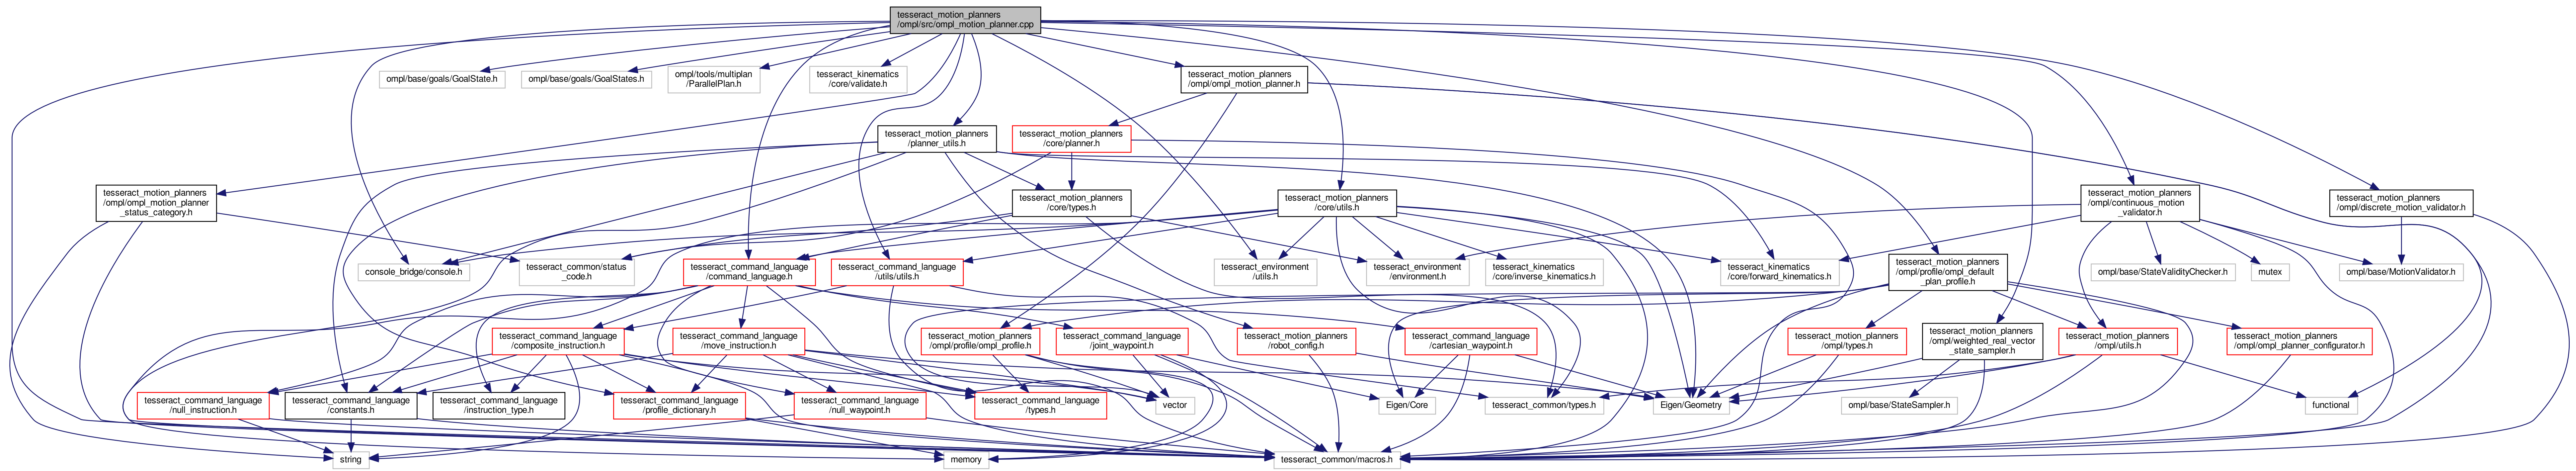 tesseract_motion_planners
/ompl/src/ompl_motion_planner.cpp
ompl/base/goals/GoalState.h
ompl/base/goals/GoalStates.h
ompl/tools/multiplan
/ParallelPlan.h
tesseract_kinematics
/core/validate.h
tesseract_motion_planners
/ompl/ompl_motion_planner.h
tesseract_motion_planners
/planner_utils.h
tesseract_motion_planners
/core/planner.h
tesseract_motion_planners
/ompl/ompl_motion_planner
_status_category.h
tesseract_motion_planners
/core/types.h
tesseract_motion_planners
/core/utils.h
tesseract_motion_planners
/ompl/continuous_motion
_validator.h
tesseract_motion_planners
/ompl/discrete_motion_validator.h
console_bridge/console.h
tesseract_common/status
_code.h
tesseract_command_language
/command_language.h
tesseract_command_language
/utils/utils.h
tesseract_environment
/utils.h
tesseract_environment
/environment.h
tesseract_kinematics
/core/inverse_kinematics.h
tesseract_kinematics
/core/forward_kinematics.h
tesseract_motion_planners
/ompl/profile/ompl_default
_plan_profile.h
ompl/base/StateValidityChecker.h
mutex
ompl/base/MotionValidator.h
tesseract_command_language
/composite_instruction.h
tesseract_command_language
/move_instruction.h
tesseract_motion_planners
/ompl/profile/ompl_profile.h
tesseract_command_language
/joint_waypoint.h
tesseract_motion_planners
/robot_config.h
tesseract_command_language
/cartesian_waypoint.h
tesseract_motion_planners
/ompl/types.h
tesseract_motion_planners
/ompl/weighted_real_vector
_state_sampler.h
tesseract_motion_planners
/ompl/utils.h
tesseract_motion_planners
/ompl/ompl_planner_configurator.h
tesseract_command_language
/null_instruction.h
tesseract_command_language
/constants.h
tesseract_command_language
/instruction_type.h
tesseract_command_language
/profile_dictionary.h
tesseract_command_language
/null_waypoint.h
tesseract_command_language
/types.h
vector
Eigen/Core
tesseract_common/types.h
Eigen/Geometry
ompl/base/StateSampler.h
functional
string
memory
tesseract_common/macros.h